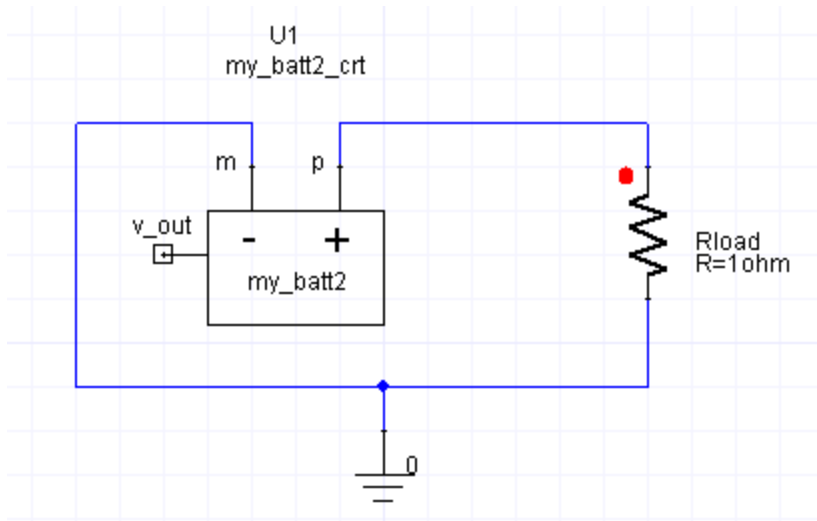 U1
my_batt2_crt
m
p
v_out
- +
my_batt2
Rload
R=1ohm
0